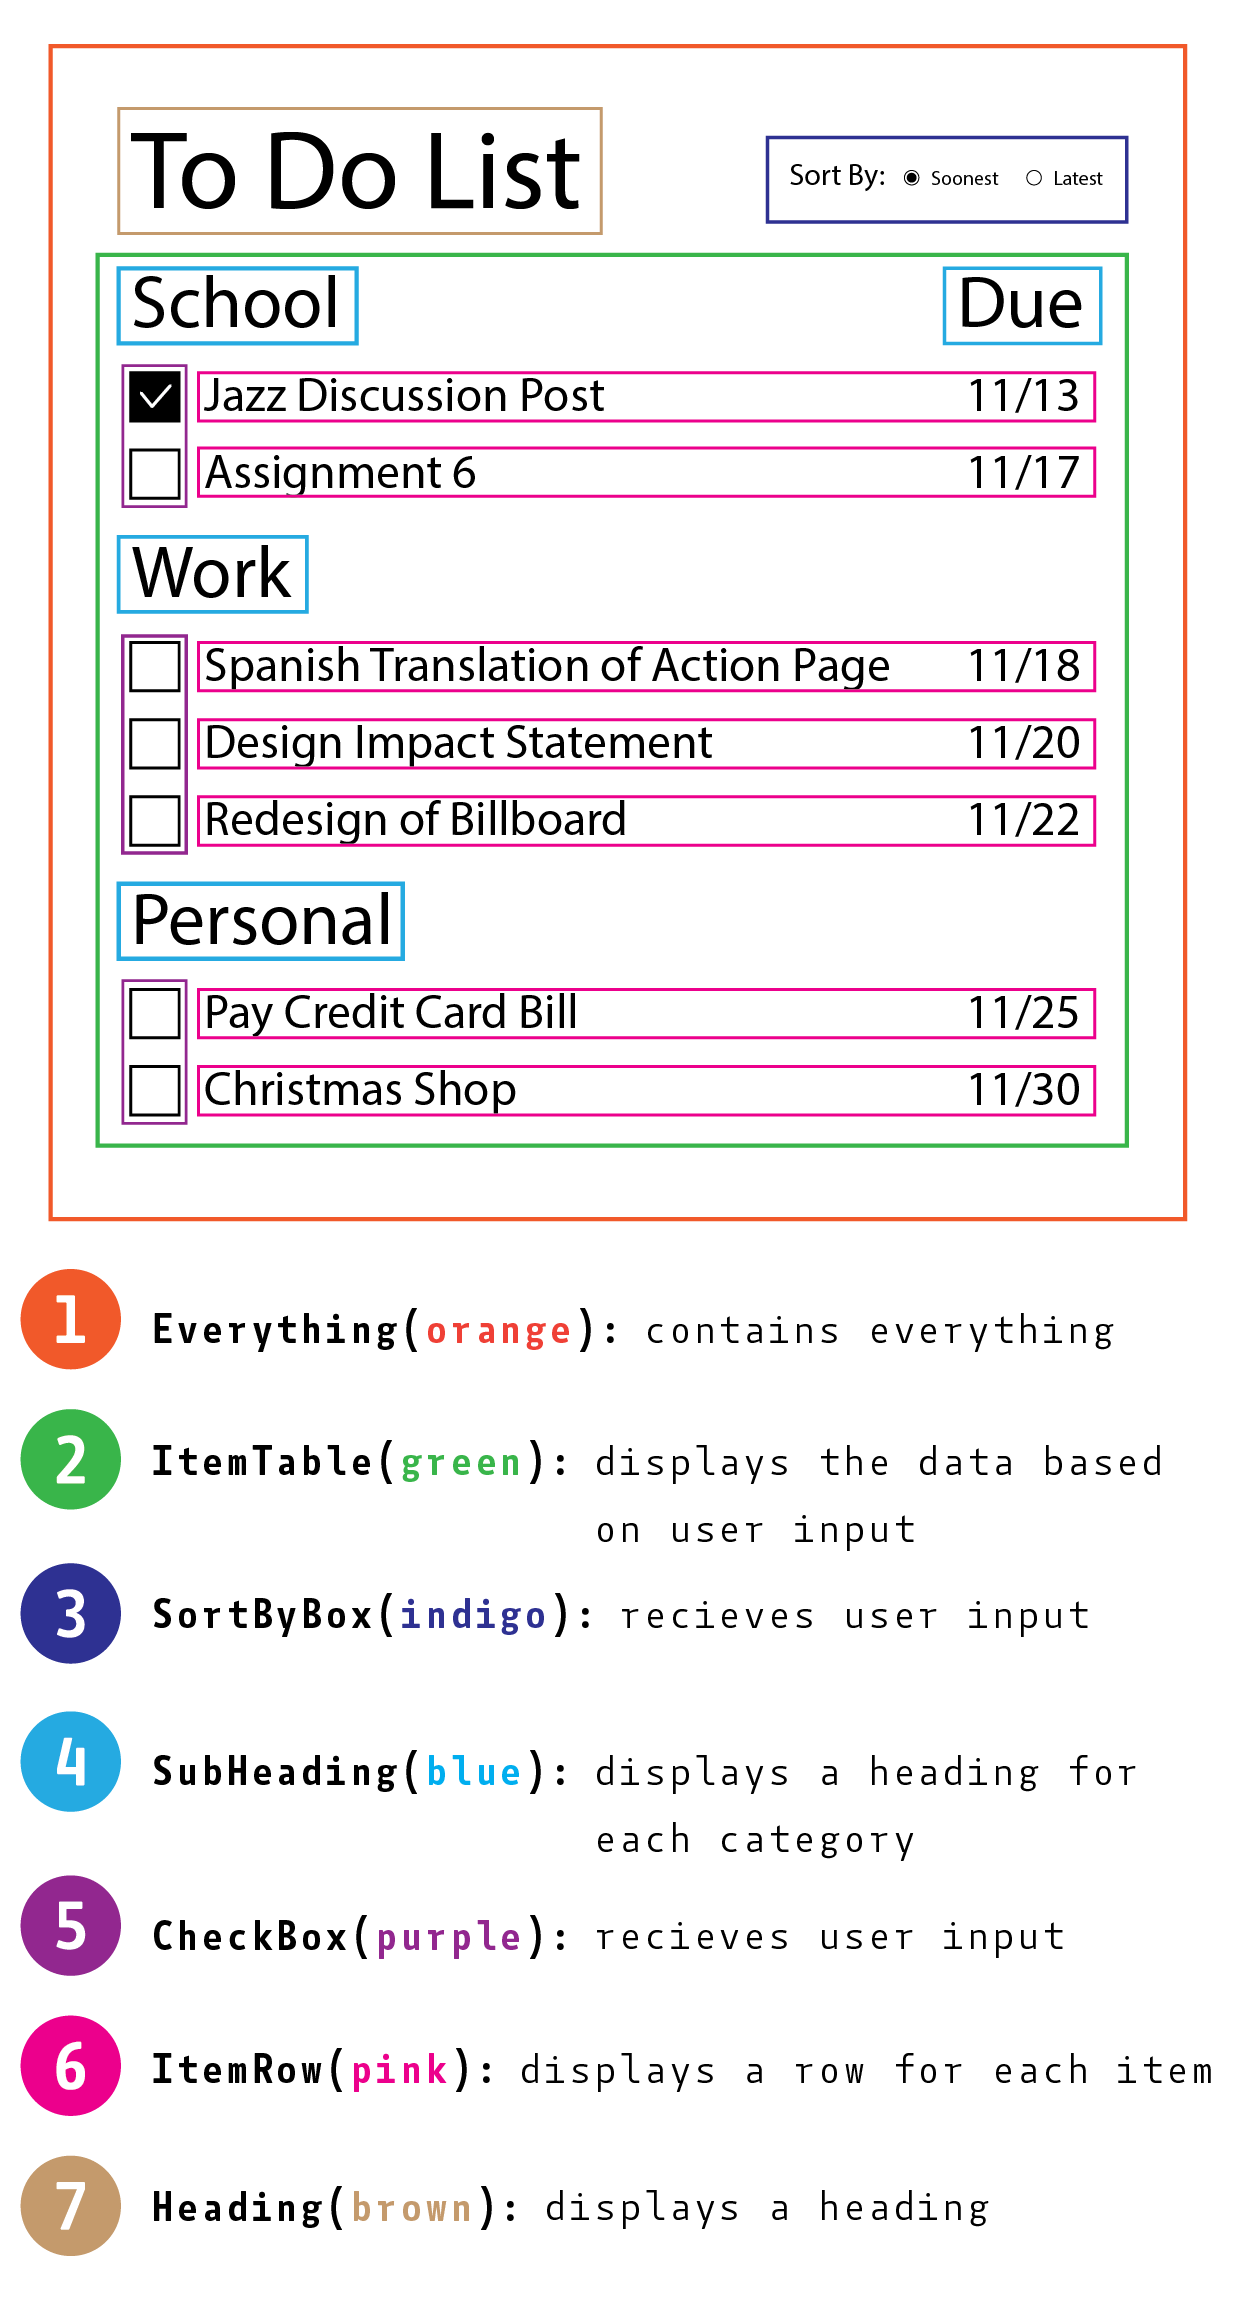 To Do List
Sort By: Soonest Latest
School Due
Jazz Discussion Post 11/13
Assignment 6 11/17
Work
Spanish Translation of Action Page 11/18
Design Impact Statement 11/20
Redesign of Billboard 11/22
Personal
Pay Credit Card Bill 11/25
Christmas Shop 11/30
1 Everything(orange): contains everything
2 ItemTable(green): displays the data based
on user input
3 SortByBox(indigo): recieves user input
4 SubHeading(blue): displays a heading for
each category
5 CheckBox(purple): recieves user input
6 ItemRow(pink): displays a row for each item
7 Heading(brown): displays a heading